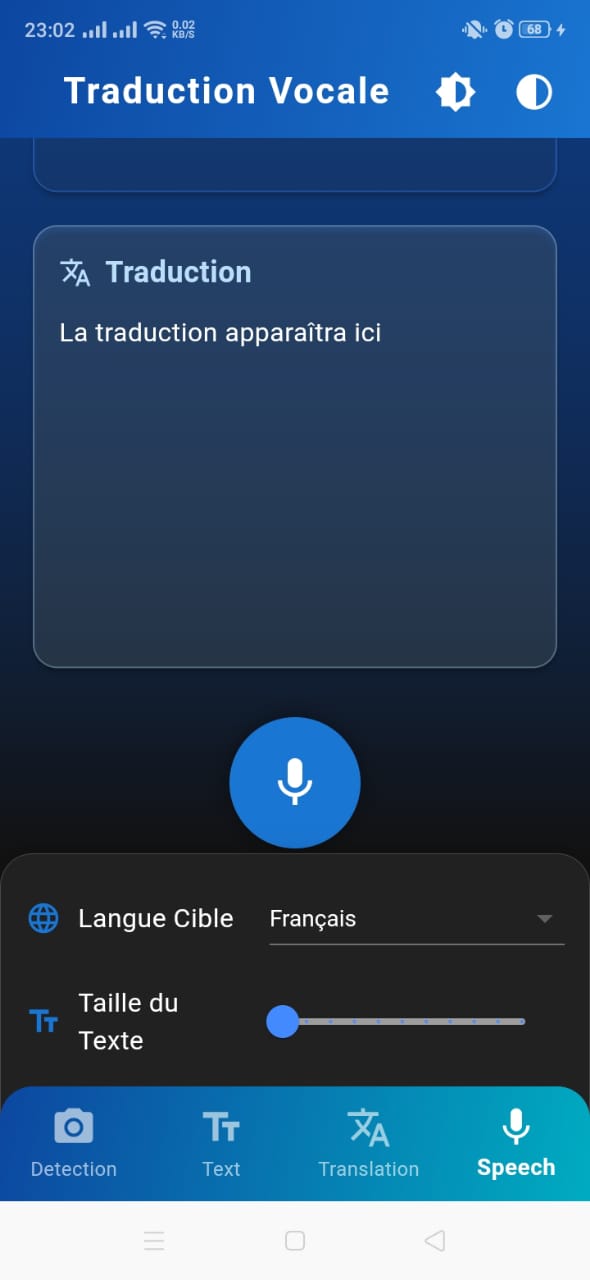 23:02 0.02 KB/S 68
Traduction Vocale
Traduction
La traduction apparaîtra ici
Langue Cible Français
Taille du
Texte
Detection Text Translation Speech